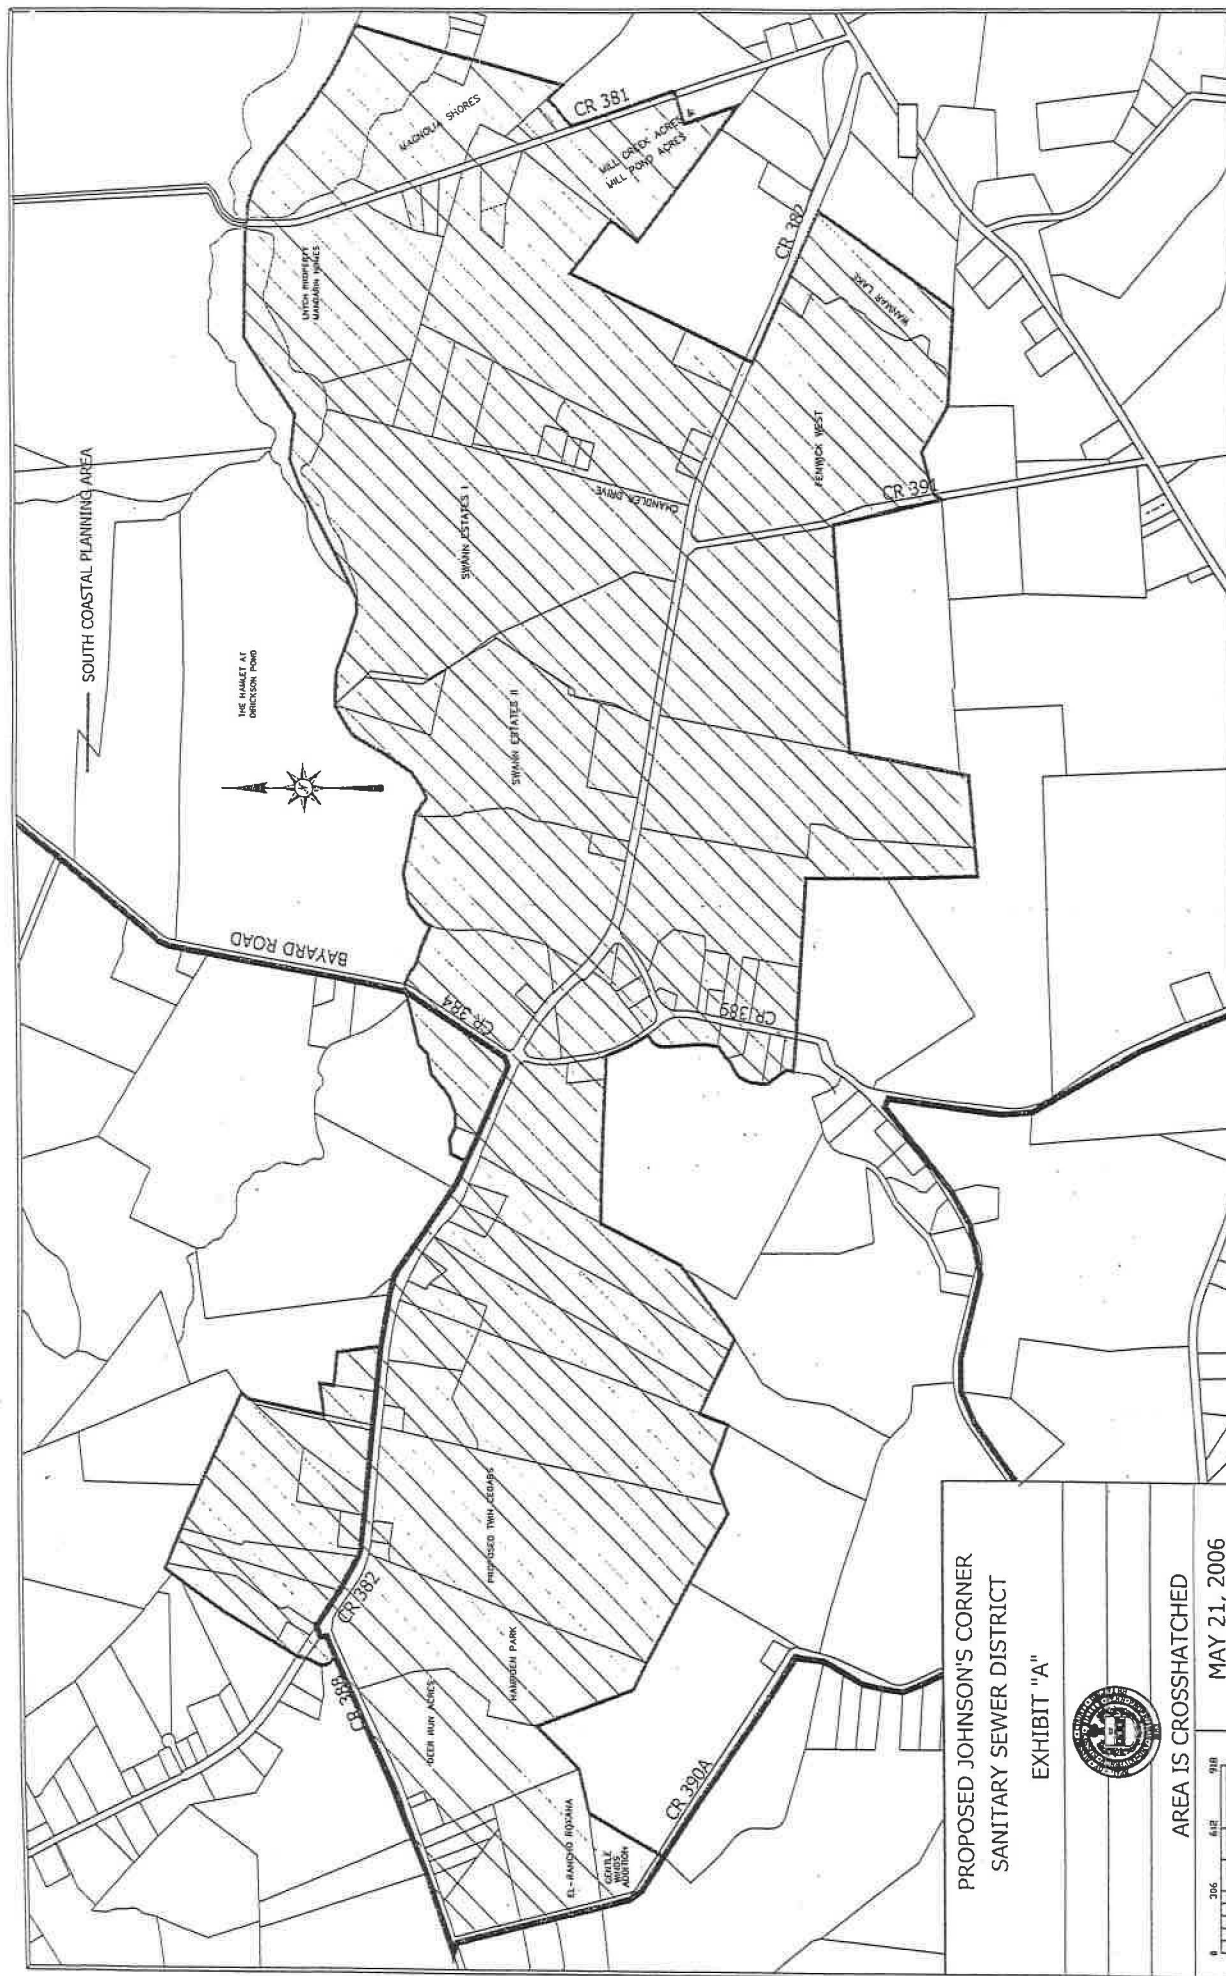 SOUTH COASTAL PLANNING AREA
THE HAMLET AT
DIRICKSON POND
BAYARD ROAD
CR 384
MAGNOLIA SHORES
CR 381
MILL CREEK ACRES &
MILL POND ACRES
LYNCH PROPERTY
MANDARIN HOMES
CR 382
WAHMAR LAKE
SWANN ESTATES I
CHANDLER DRIVE
FENWICK WEST
CR 391
SWANN ESTATES II
CR 389
PROPOSED TWIN CEDARS
CR 382
CR 388
HAMPDEN PARK
DEER RUN ACRES
EL-RANCHO ROXANA
GENTLE
WINDS
ADDITION
CR 390A
PROPOSED JOHNSON'S CORNER
SANITARY SEWER DISTRICT
EXHIBIT "A"
AREA IS CROSSHATCHED
0 306 612 918
MAY 21, 2006